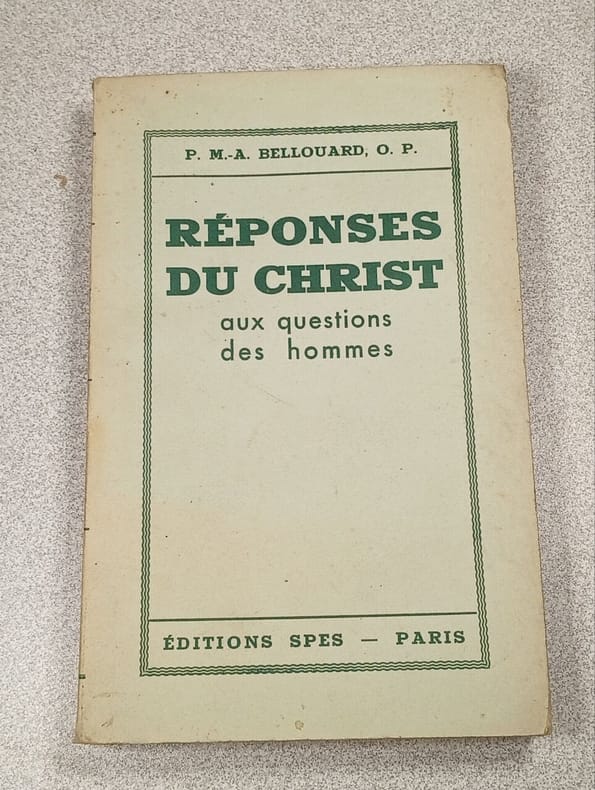 P. M.-A. BELLOUARD, O. P.
RÉPONSES
DU CHRIST
aux questions
des hommes
ÉDITIONS SPES — PARIS